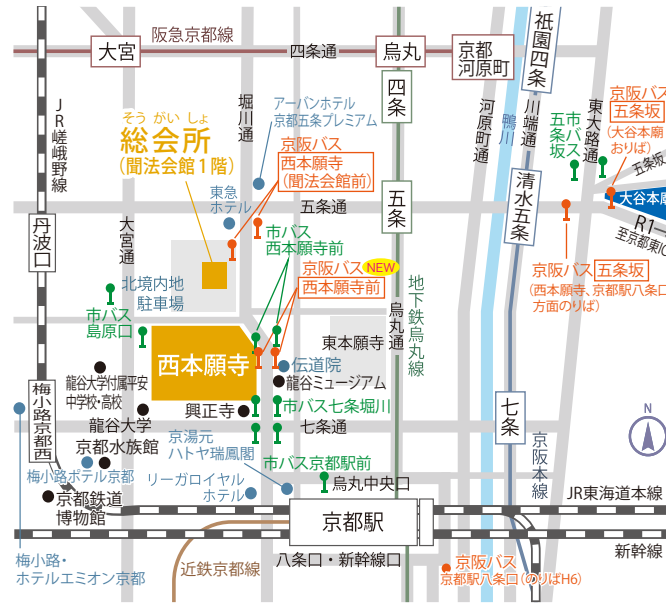 阪急京都線
大宮
四条通
烏丸
京都
河原町
祇園四条
四条
JR嵯峨野線
堀川通
アーバンホテル
京都五条プレミアム
そうがいしょ
総会所
(聞法会館1階)
京阪バス
西本願寺
(聞法会館前)
河原町通
鴨川
川端通
市バス
五条坂
東大路通
京阪バス
五条坂
(大谷本廟
おりば)
五条坂
大谷本廟
R1
至京都東IC
東急
ホテル
五条通
五条
清水五条
丹波口
大宮通
市バス
西本願寺前
京阪バス NEW
西本願寺前
京阪バス 五条坂
(西本願寺、京都駅八条口
方面のりば)
北境内地
駐車場
市バス
島原口
地下鉄烏丸線
烏丸通
東本願寺
西本願寺
伝道院
龍谷ミュージアム
龍谷大学付属平安
中学校・高校
梅小路京都西
龍谷大学
興正寺
市バス七条堀川
七条通
七条
京阪本線
N
京都水族館
京湯元
ハトヤ瑞鳳閣
梅小路ポテル京都
リーガロイヤル
ホテル
市バス京都駅前
烏丸中央口
京都鉄道
博物館
京都駅
JR東海道本線
新幹線
梅小路・
ホテルエミオン京都
近鉄京都線
八条口・新幹線口
京阪バス
京都駅八条口(のりばH6)